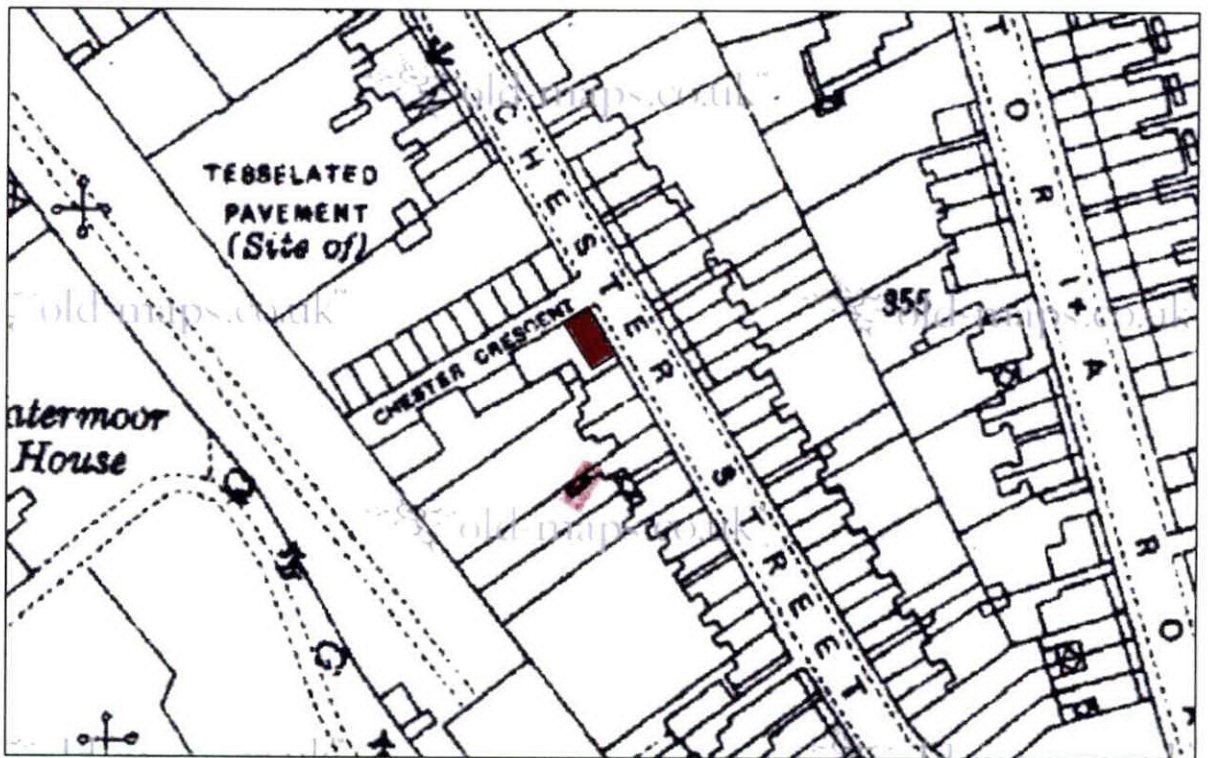 TESSELATED
PAVEMENT
(Site of)
CHESTER STREET
CHESTER CRESCENT
355
atermoor
House
old-maps.co.uk
old-maps.co.uk
old-maps.co.uk
old-maps.co.uk